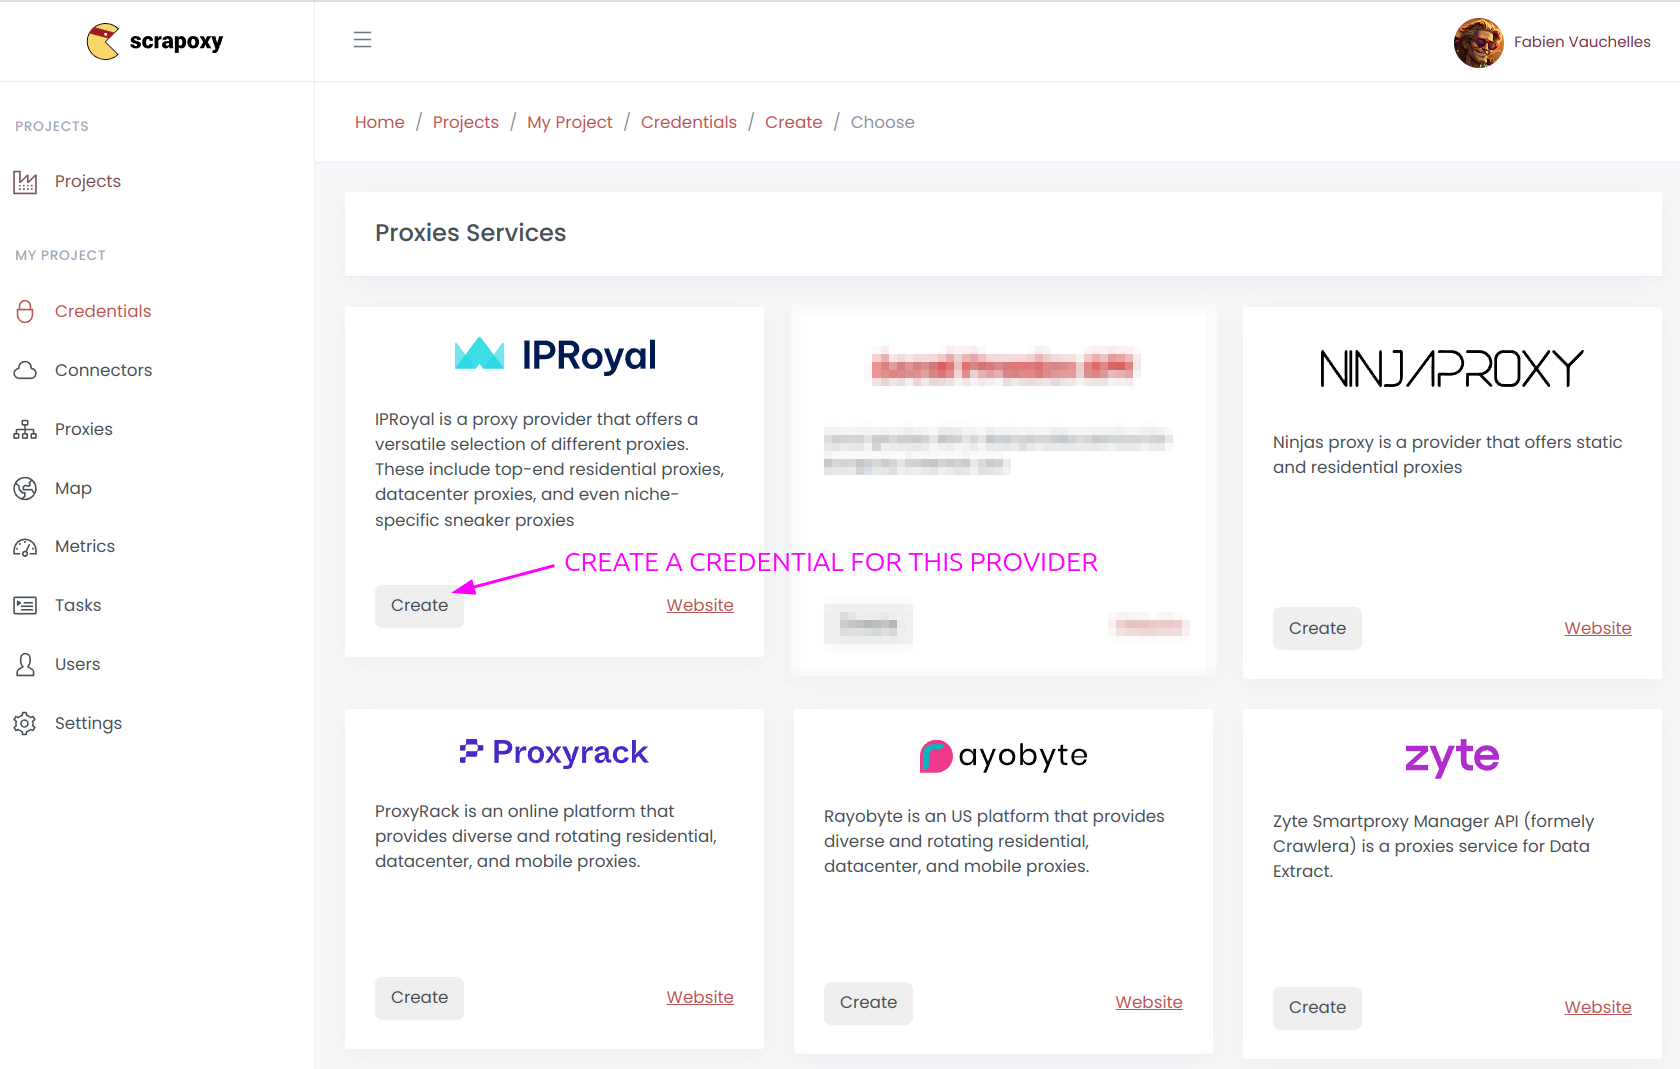 scrapoxy
Fabien Vauchelles
PROJECTS
Projects
MY PROJECT
Credentials
Connectors
Proxies
Map
Metrics
Tasks
Users
Settings
Home / Projects / My Project / Credentials / Create / Choose
Proxies Services
IPRoyal
IPRoyal is a proxy provider that offers a
versatile selection of different proxies.
These include top-end residential proxies,
datacenter proxies, and even niche-
specific sneaker proxies
CREATE A CREDENTIAL FOR THIS PROVIDER
Create
Website
NINJAPROXY
Ninjas proxy is a provider that offers static
and residential proxies
Create
Website
Proxyrack
ProxyRack is an online platform that
provides diverse and rotating residential,
datacenter, and mobile proxies.
Create
Website
rayobyte
Rayobyte is an US platform that provides
diverse and rotating residential,
datacenter, and mobile proxies.
Create
Website
zyte
Zyte Smartproxy Manager API (formely
Crawlera) is a proxies service for Data
Extract.
Create
Website